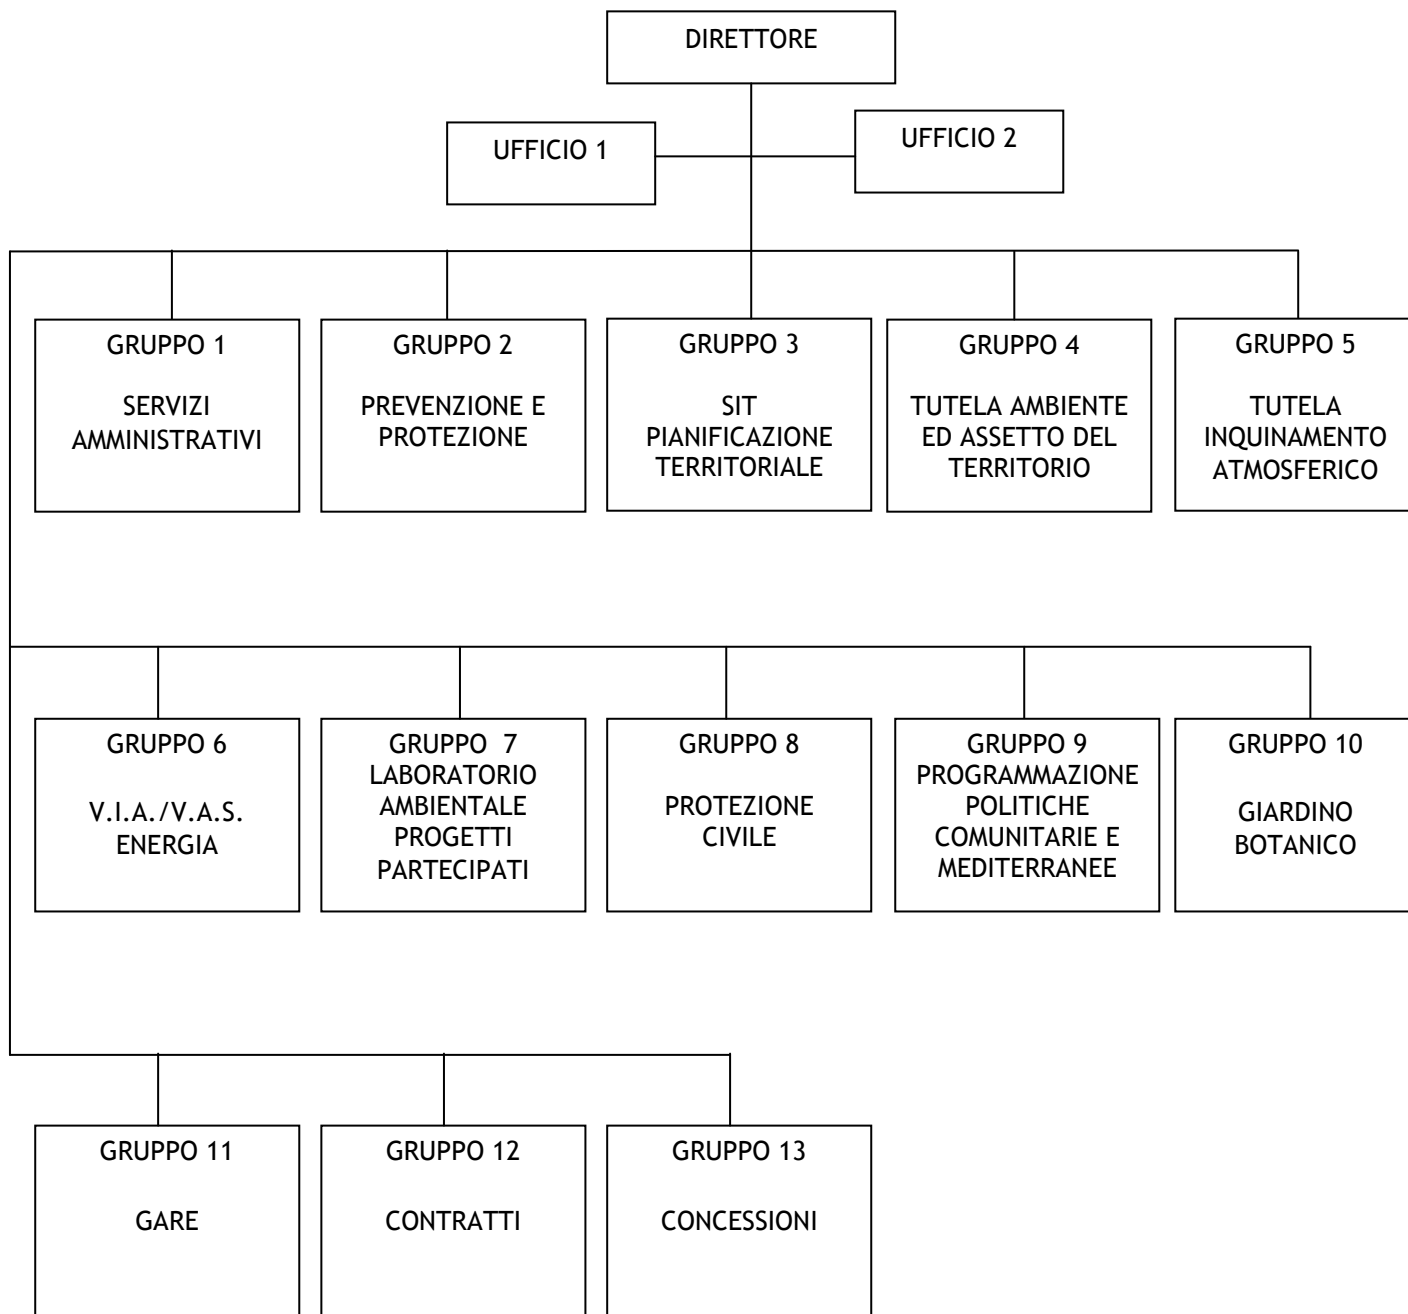 DIRETTORE
UFFICIO 1
UFFICIO 2
GRUPPO 1
SERVIZI
AMMINISTRATIVI
GRUPPO 2
PREVENZIONE E
PROTEZIONE
GRUPPO 3
SIT
PIANIFICAZIONE
TERRITORIALE
GRUPPO 4
TUTELA AMBIENTE
ED ASSETTO DEL
TERRITORIO
GRUPPO 5
TUTELA
INQUINAMENTO
ATMOSFERICO
GRUPPO 6
V.I.A./V.A.S.
ENERGIA
GRUPPO 7
LABORATORIO
AMBIENTALE
PROGETTI
PARTECIPATI
GRUPPO 8
PROTEZIONE
CIVILE
GRUPPO 9
PROGRAMMAZIONE
POLITICHE
COMUNITARIE E
MEDITERRANEE
GRUPPO 10
GIARDINO
BOTANICO
GRUPPO 11
GARE
GRUPPO 12
CONTRATTI
GRUPPO 13
CONCESSIONI